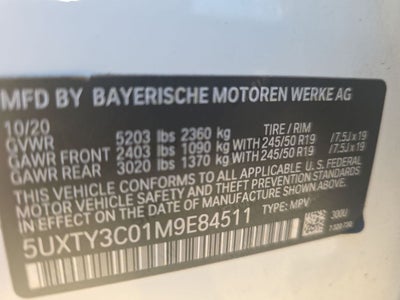 MFD BY BAYERISCHE MOTOREN WERKE AG
10/20 TIRE / RIM
GVWR 5203 lbs 2360 kg
GAWR FRONT 2403 lbs 1090 kg WITH 245/50 R19 /7.5J x 19
GAWR REAR 3020 lbs 1370 kg WITH 245/50 R19 /7.5J x 19
THIS VEHICLE CONFORMS TO ALL APPLICABLE U.S. FEDERAL
MOTOR VEHICLE SAFETY STANDARDS
IN EFFECT ON THE DATE OF MANUFACTURE SHOWN ABOVE.
5UXTY3C01M9E84511 TYPE: MPV 300U